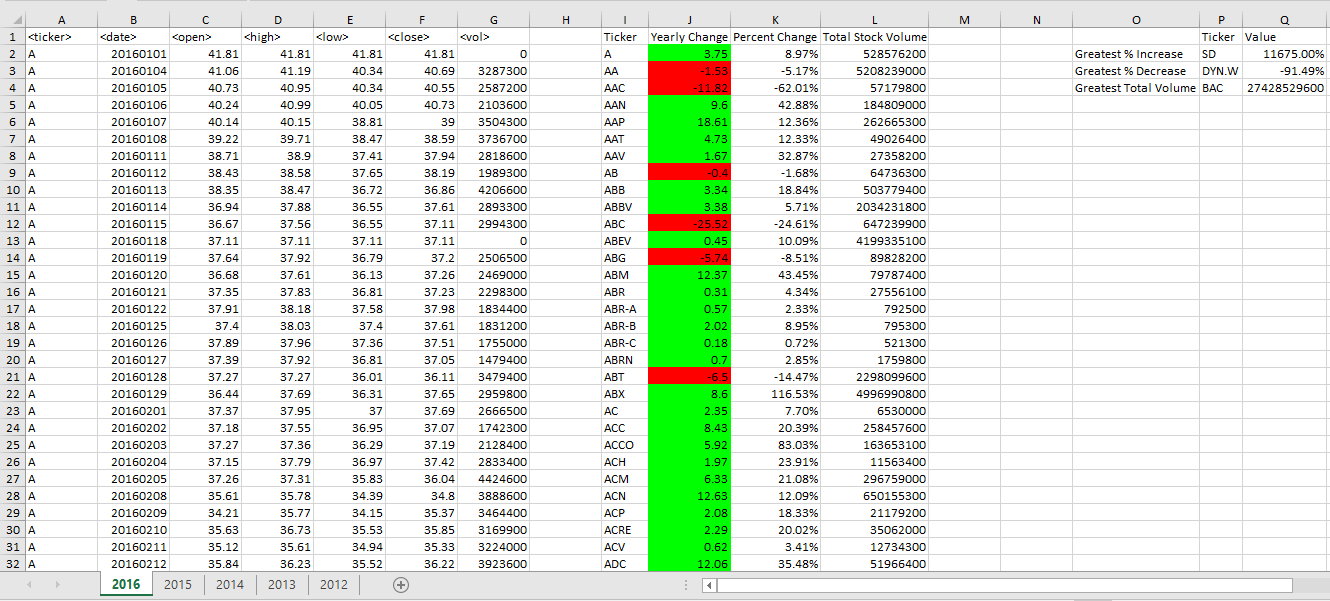 A B C D E F G H I J K L M N O P Q
1 <ticker> <date> <open> <high> <low> <close> <vol> Ticker Yearly Change Percent Change Total Stock Volume Ticker Value
2 A 20160101 41.81 41.81 41.81 41.81 0 A 3.75 8.97% 528576200 Greatest % Increase SD 11675.00%
3 A 20160104 41.06 41.19 40.34 40.69 3287300 AA -1.53 -5.17% 5208239000 Greatest % Decrease DYN.W -91.49%
4 A 20160105 40.73 40.95 40.34 40.55 2587200 AAC -11.82 -62.01% 57179800 Greatest Total Volume BAC 27428529600
5 A 20160106 40.24 40.99 40.05 40.73 2103600 AAN 9.6 42.88% 184809000
6 A 20160107 40.14 40.15 38.81 39 3504300 AAP 18.61 12.36% 262665300
7 A 20160108 39.22 39.71 38.47 38.59 3736700 AAT 4.73 12.33% 49026400
8 A 20160111 38.71 38.9 37.41 37.94 2818600 AAV 1.67 32.87% 27358200
9 A 20160112 38.43 38.58 37.65 38.19 1989300 AB -0.4 -1.68% 64736300
10 A 20160113 38.35 38.47 36.72 36.86 4206600 ABB 3.34 18.84% 503779400
11 A 20160114 36.94 37.88 36.55 37.61 2893300 ABBV 3.38 5.71% 2034231800
12 A 20160115 36.67 37.56 36.55 37.11 2994300 ABC -25.52 -24.61% 647239900
13 A 20160118 37.11 37.11 37.11 37.11 0 ABEV 0.45 10.09% 4199335100
14 A 20160119 37.64 37.92 36.79 37.2 2506500 ABG -5.74 -8.51% 89828200
15 A 20160120 36.68 37.61 36.13 37.26 2469000 ABM 12.37 43.45% 79787400
16 A 20160121 37.35 37.83 36.81 37.23 2298300 ABR 0.31 4.34% 27556100
17 A 20160122 37.91 38.18 37.58 37.98 1834400 ABR-A 0.57 2.33% 792500
18 A 20160125 37.4 38.03 37.4 37.61 1831200 ABR-B 2.02 8.95% 795300
19 A 20160126 37.89 37.96 37.36 37.51 1755000 ABR-C 0.18 0.72% 521300
20 A 20160127 37.39 37.92 36.81 37.05 1479400 ABRN 0.7 2.85% 1759800
21 A 20160128 37.27 37.27 36.01 36.11 3479400 ABT -6.5 -14.47% 2298099600
22 A 20160129 36.44 37.69 36.31 37.65 2959800 ABX 8.6 116.53% 4996990800
23 A 20160201 37.37 37.95 37 37.69 2666500 AC 2.35 7.70% 6530000
24 A 20160202 37.18 37.55 36.95 37.07 1742300 ACC 8.43 20.39% 258457600
25 A 20160203 37.27 37.36 36.29 37.19 2128400 ACCO 5.92 83.03% 163653100
26 A 20160204 37.15 37.79 36.97 37.42 2833400 ACH 1.97 23.91% 11563400
27 A 20160205 37.26 37.31 35.83 36.04 4424600 ACM 6.33 21.08% 296759000
28 A 20160208 35.61 35.78 34.39 34.8 3888600 ACN 12.63 12.09% 650155300
29 A 20160209 34.21 35.77 34.15 35.37 3464400 ACP 2.08 18.33% 21179200
30 A 20160210 35.63 36.73 35.53 35.85 3169900 ACRE 2.29 20.02% 35062000
31 A 20160211 35.12 35.61 34.94 35.33 3224000 ACV 0.62 3.41% 12734300
32 A 20160212 35.84 36.23 35.52 36.22 3923600 ADC 12.06 35.48% 51966400
2016 2015 2014 2013 2012